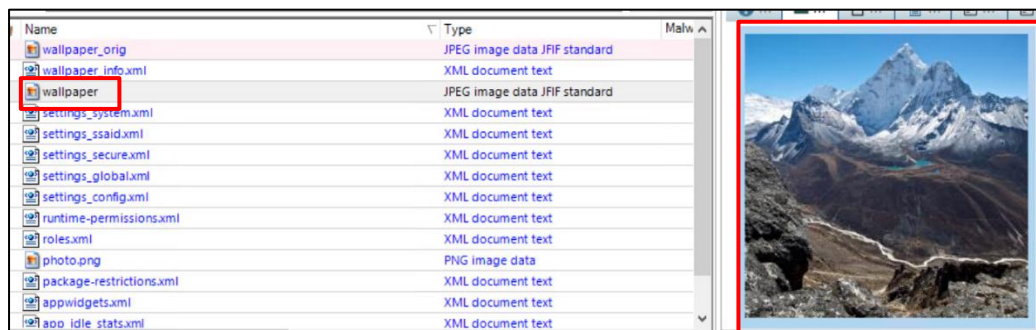 Name Type Malw
wallpaper_orig JPEG image data JFIF standard
wallpaper_info.xml XML document text
wallpaper JPEG image data JFIF standard
settings_system.xml XML document text
settings_ssaid.xml XML document text
settings_secure.xml XML document text
settings_global.xml XML document text
settings_config.xml XML document text
runtime-permissions.xml XML document text
roles.xml XML document text
photo.png PNG image data
package-restrictions.xml XML document text
appwidgets.xml XML document text
app_idle_stats.xml XML document text